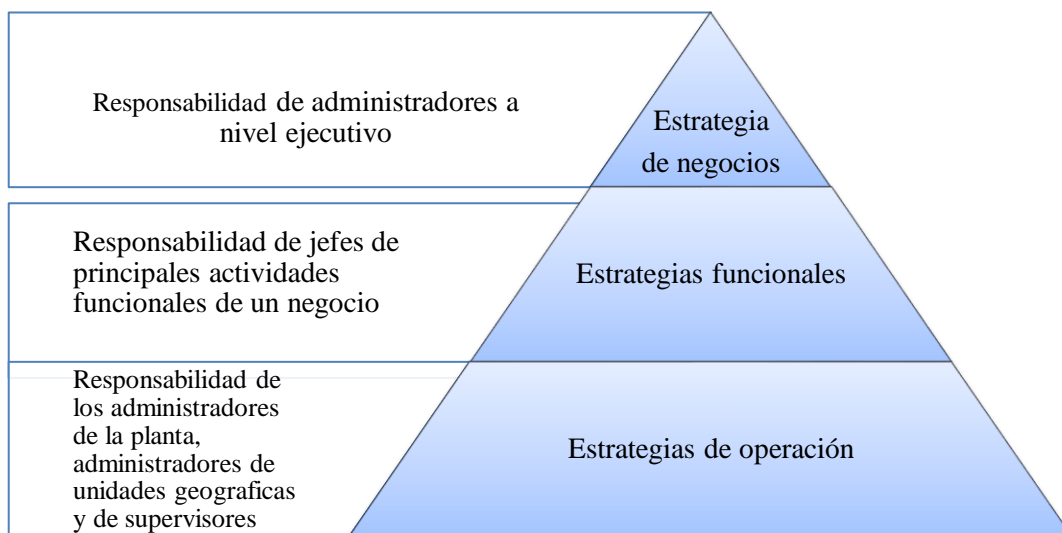 Responsabilidad de administradores a
nivel ejecutivo
Estrategia
de negocios
Responsabilidad de jefes de
principales actividades
funcionales de un negocio
Estrategias funcionales
Responsabilidad de
los administradores
de la planta,
administradores de
unidades geograficas
y de supervisores
Estrategias de operación